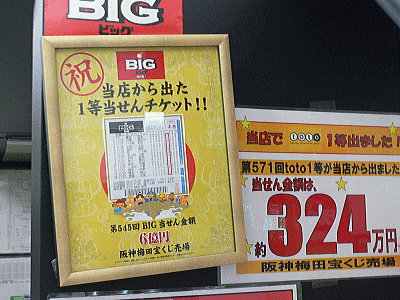 BIG
ビッグ
BIG
祝
当店から出た
1等当せんチケット!!
第545回 BIG 当せん金額
6億円
阪神梅田宝くじ売場
当店で toto 1等出ました!
第571回toto1等が当店から出ました
当せん金額は、
約324万円
阪神梅田宝くじ売場